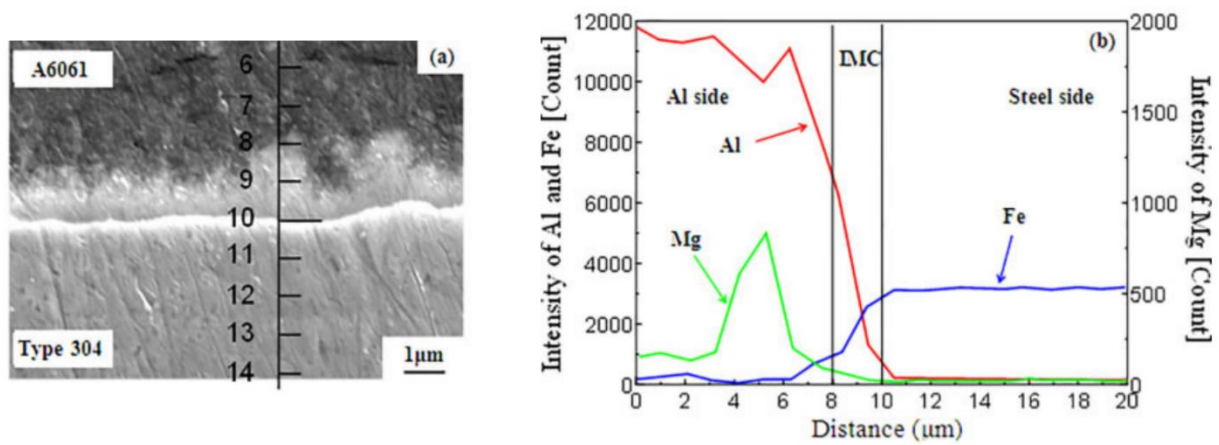 A6061
(a)
6
7
8
9
10
11
12
13
14
Type 304
1μm
Intensity of Al and Fe [Count]
12000
10000
8000
6000
4000
2000
0
IMC
(b)
Al side
Steel side
Al
Mg
Fe
2000
1500
1000
500
0
Intensity of Mg [Count]
0 2 4 6 8 10 12 14 16 18 20
Distance (μm)